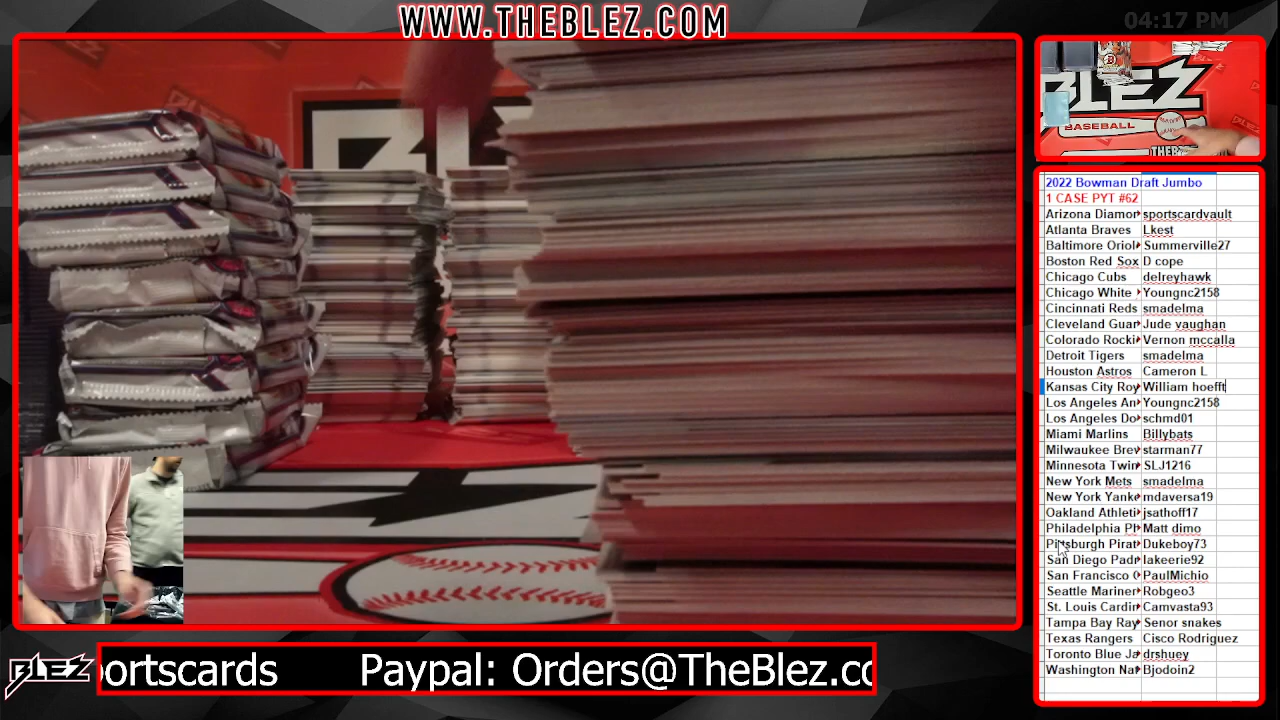 WWW.THEBLEZ.COM
04:17 PM
BLEZ
BASEBALL
2022 Bowman Draft Jumbo
1 CASE PYT #62
Arizona Diamor sportscardvault
Atlanta Braves Lkest
Baltimore Oriol Summerville27
Boston Red Sox D cope
Chicago Cubs delreyhawk
Chicago White Youngnc2158
Cincinnati Reds smadelma
Cleveland Guar Jude vaughan
Colorado Rocki Vernon mccalla
Detroit Tigers smadelma
Houston Astros Cameron L
Kansas City Roy William hoefft
Los Angeles An Youngnc2158
Los Angeles Do schmd01
Miami Marlins Billybats
Milwaukee Brew starman77
Minnesota Twin SLJ1216
New York Mets smadelma
New York Yanke mdaversa19
Oakland Athleti jsathoff17
Philadelphia Ph Matt dimo
Pittsburgh Pirat Dukeboy73
San Diego Padr lakeerie92
San Francisco G PaulMichio
Seattle Mariner Robgeo3
St. Louis Cardin Camvasta93
Tampa Bay Ray Senor snakes
Texas Rangers Cisco Rodriguez
Toronto Blue Ja drshuey
Washington Nat Bjodoin2
BLEZ
portscards Paypal: Orders@TheBlez.co